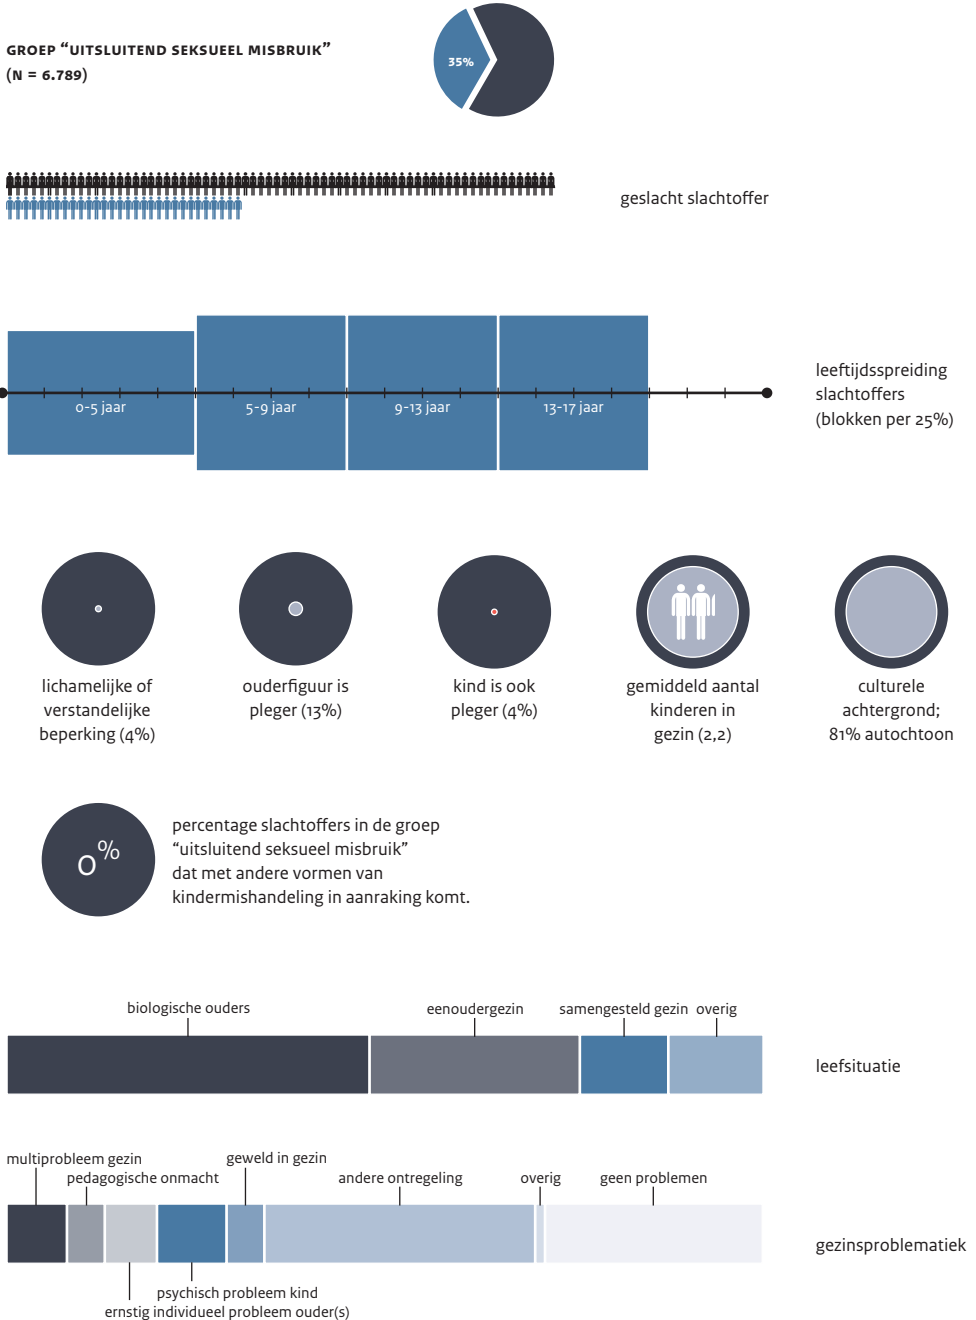 GROEP “UITSLUITEND SEKSUEEL MISBRUIK”
(N = 6.789)
35%
geslacht slachtoffer
leeftijdsspreiding
slachtoffers
(blokken per 25%)
0-5 jaar
5-9 jaar
9-13 jaar
13-17 jaar
lichamelijke of
verstandelijke
beperking (4%)
ouderfiguur is
pleger (13%)
kind is ook
pleger (4%)
gemiddeld aantal
kinderen in
gezin (2,2)
culturele
achtergrond;
81% autochtoon
0%
percentage slachtoffers in de groep
“uitsluitend seksueel misbruik”
dat met andere vormen van
kindermishandeling in aanraking komt.
biologische ouders
eenoudergezin
samengesteld gezin
overig
leefsituatie
multiprobleem gezin
pedagogische onmacht
geweld in gezin
andere ontregeling
overig
geen problemen
gezinsproblematiek
psychisch probleem kind
ernstig individueel probleem ouder(s)